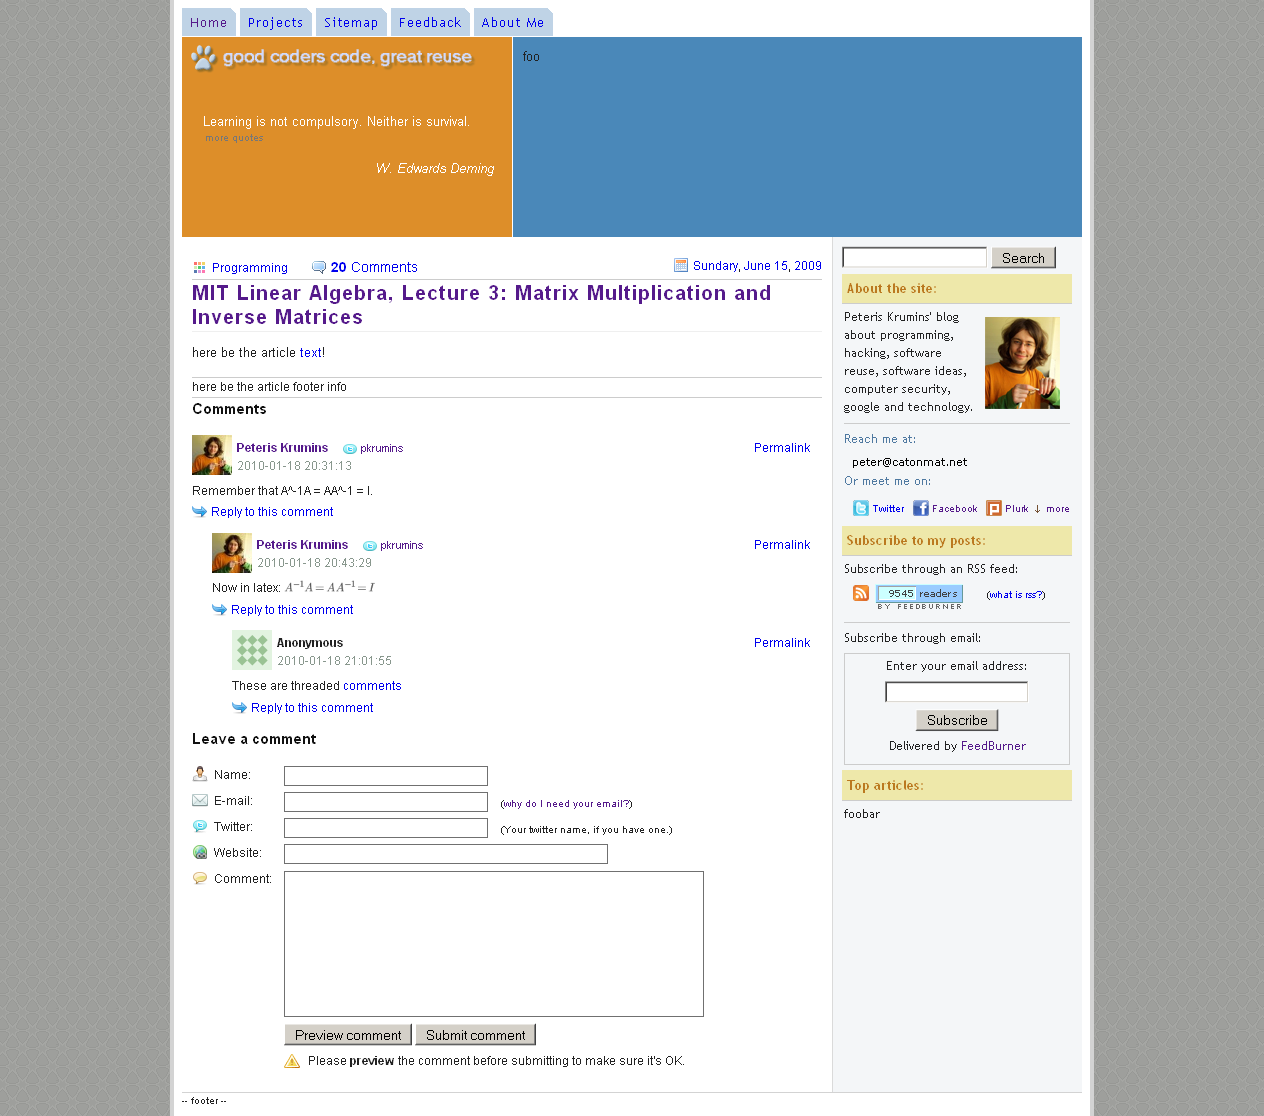 Home Projects Sitemap Feedback About Me
good coders code, great reuse
foo
Learning is not compulsory. Neither is survival.
more quotes
W. Edwards Deming
Programming 20 Comments Sundary, June 15, 2009
MIT Linear Algebra, Lecture 3: Matrix Multiplication and
Inverse Matrices
here be the article text!
here be the article footer info
Comments
Peteris Krumins pkrumins Permalink
2010-01-18 20:31:13
Remember that A^-1A = AA^-1 = I.
Reply to this comment
Peteris Krumins pkrumins Permalink
2010-01-18 20:43:29
Now in latex: A⁻¹A = AA⁻¹ = I
Reply to this comment
Anonymous Permalink
2010-01-18 21:01:55
These are threaded comments
Reply to this comment
Leave a comment
Name:
E-mail: (why do I need your email?)
Twitter: (Your twitter name, if you have one.)
Website:
Comment:
Preview comment Submit comment
Please preview the comment before submitting to make sure it's OK.
Search
About the site:
Peteris Krumins' blog
about programming,
hacking, software
reuse, software ideas,
computer security,
google and technology.
Reach me at:
peter@catonmat.net
Or meet me on:
Twitter Facebook Plurk ↓ more
Subscribe to my posts:
Subscribe through an RSS feed:
9545 readers (what is rss?)
BY FEEDBURNER
Subscribe through email:
Enter your email address:
Subscribe
Delivered by FeedBurner
Top articles:
foobar
-- footer --